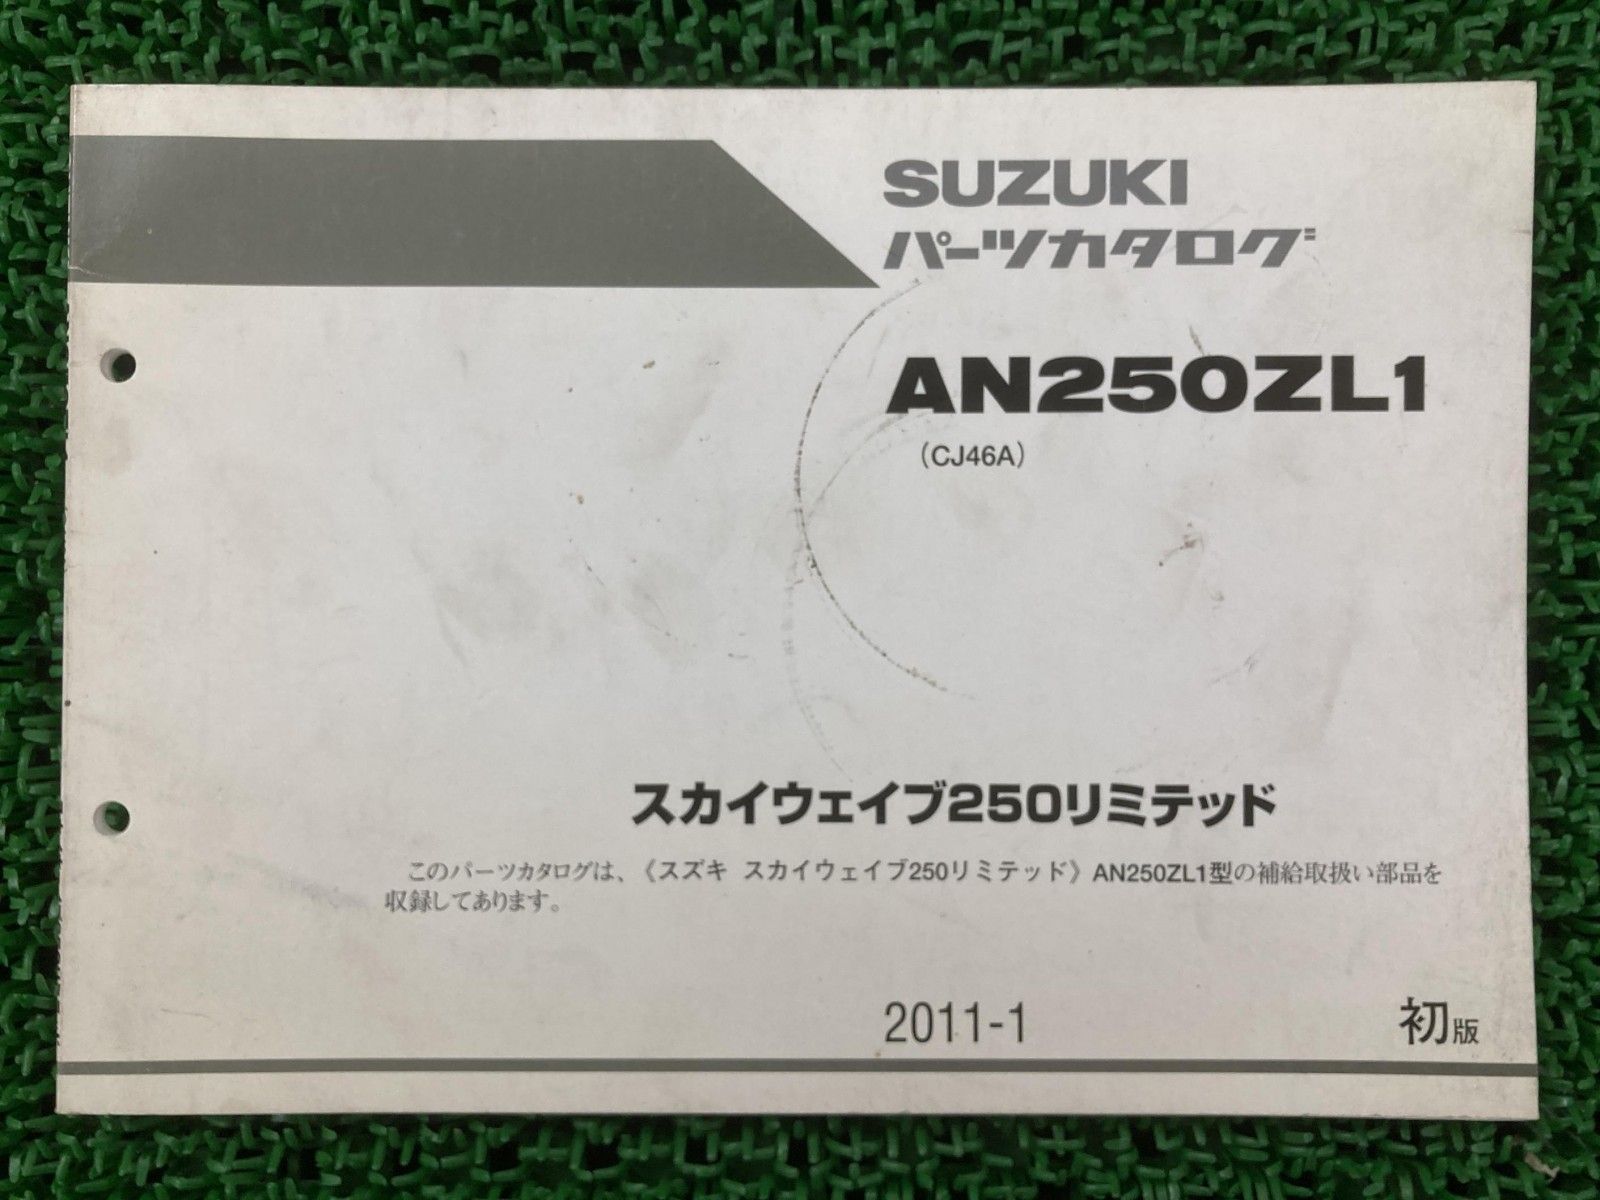 SUZUKI
パーツカタログ
AN250ZL1
(CJ46A)
スカイウェイブ250リミテッド
このパーツカタログは、《スズキ スカイウェイブ250リミテッド》AN250ZL1型の補給取扱い部品を
収録してあります。
2011-1 初版